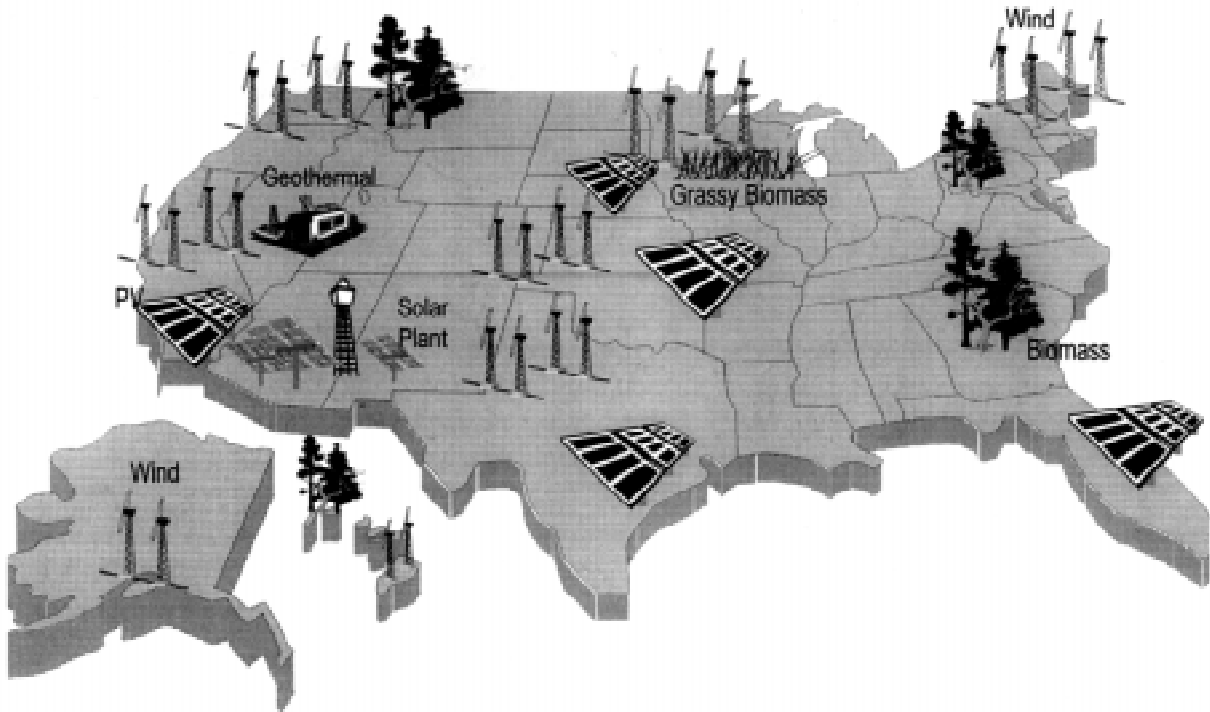 Wind
Geothermal
Grassy Biomass
PV
Solar
Plant
Biomass
Wind